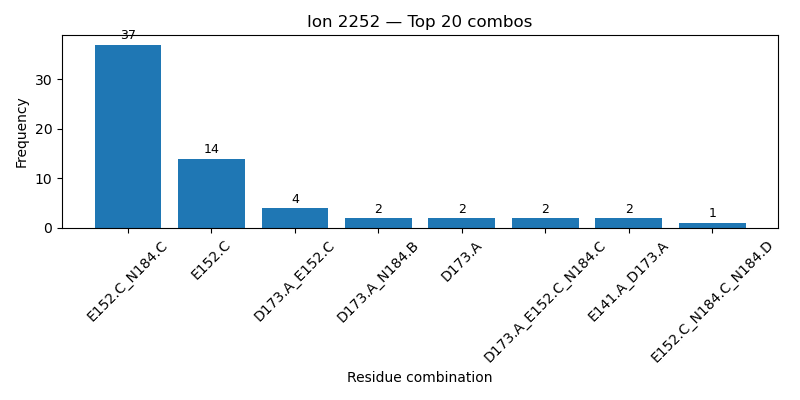 Ion 2252 — Top 20 combos
Frequency
30
20
10
0
37
14
4
2
2
2
2
1
E152.C_N184.C
E152.C
D173.A_E152.C
D173.A_N184.B
D173.A
D173.A_E152.C_N184.C
E141.A_D173.A
E152.C_N184.C_N184.D
Residue combination